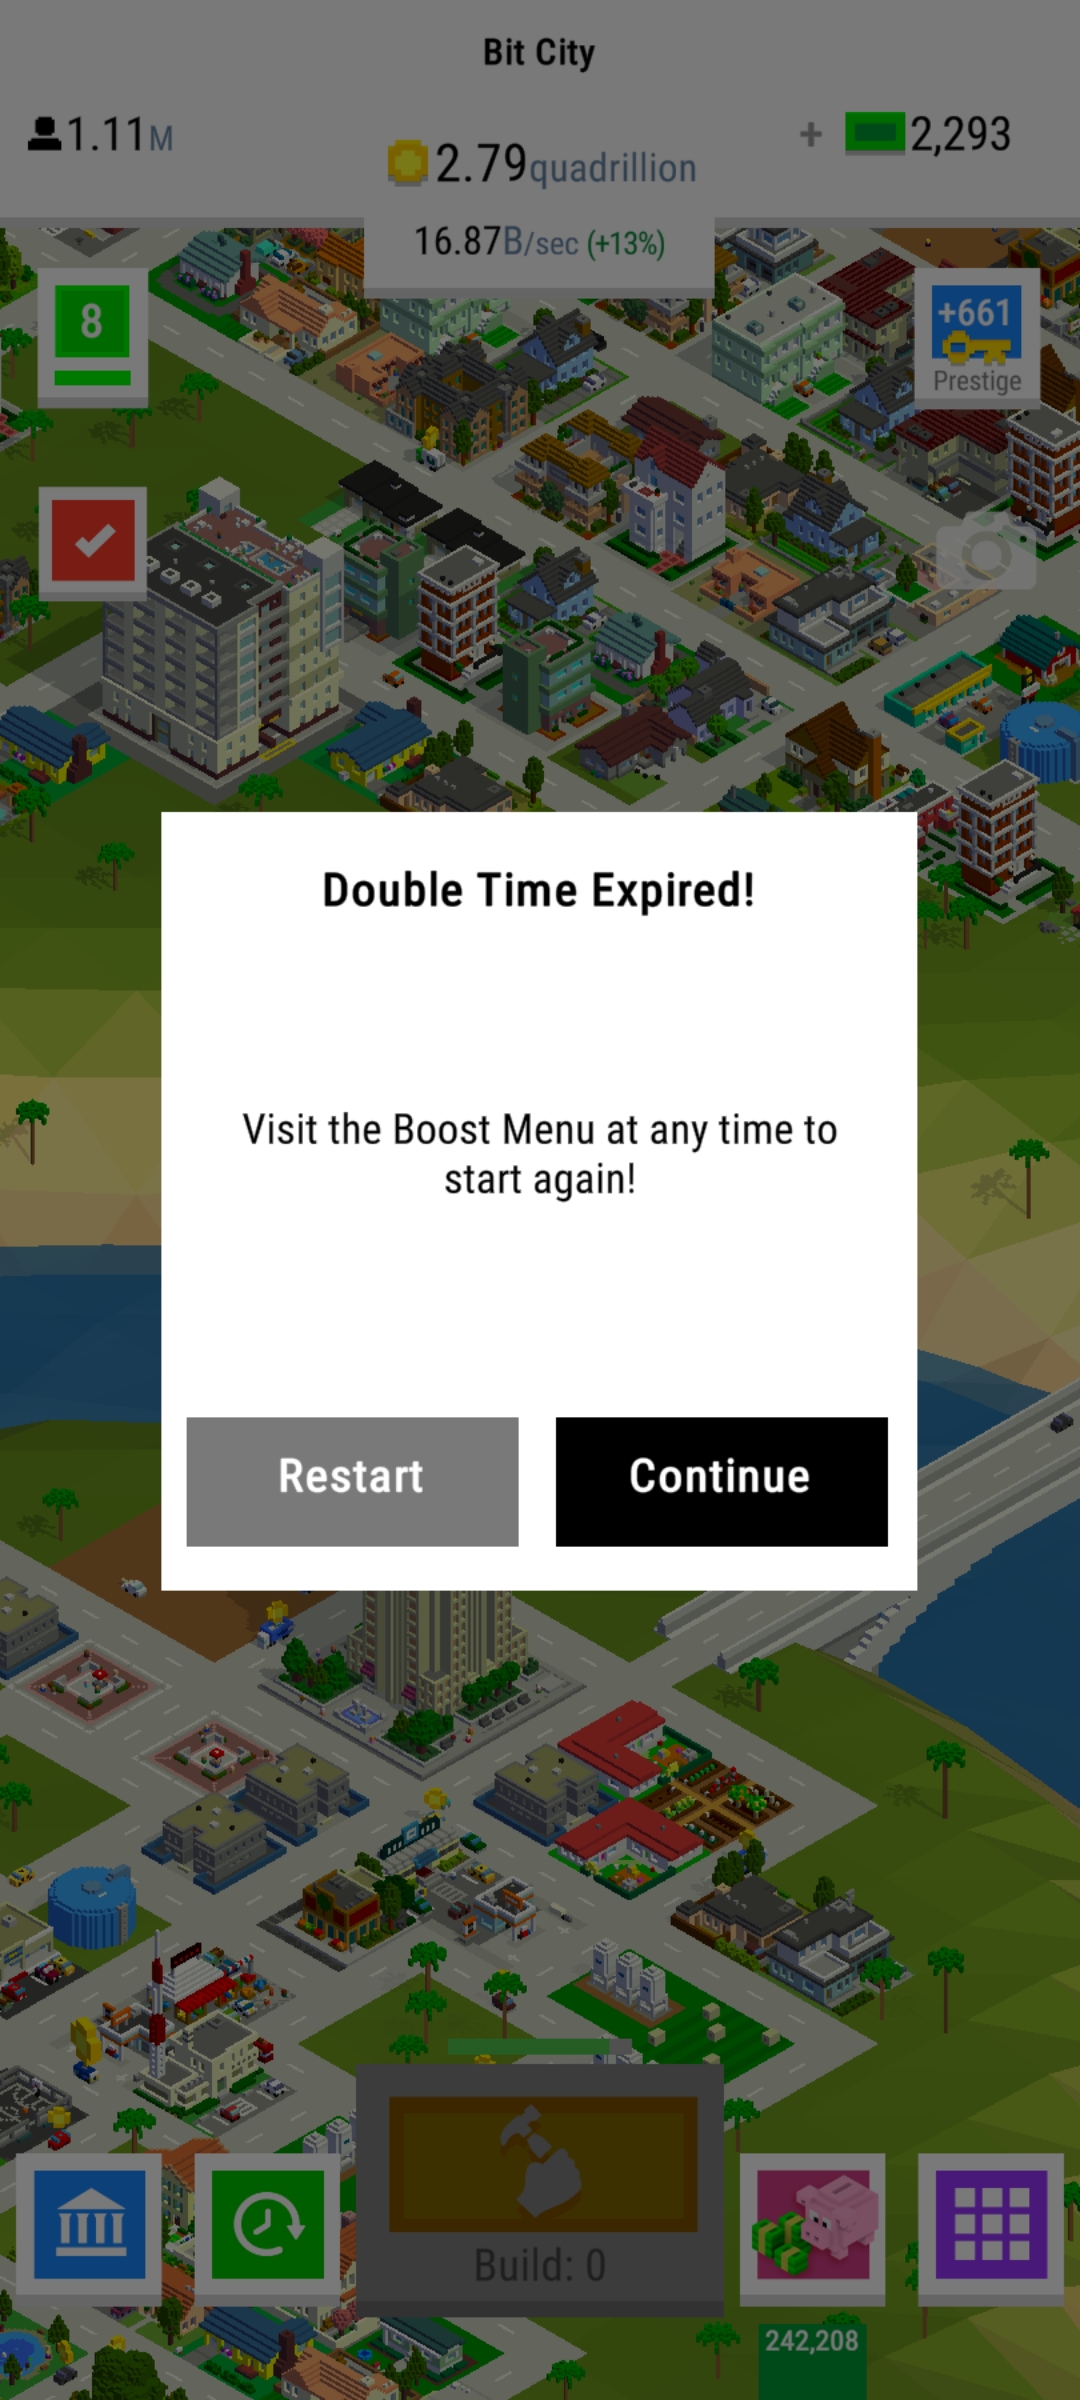 Bit City
1.11M
2.79quadrillion
+ 2,293
16.87B/sec (+13%)
8
+661
Prestige
Double Time Expired!
Visit the Boost Menu at any time to
start again!
Restart
Continue
Build: 0
242,208